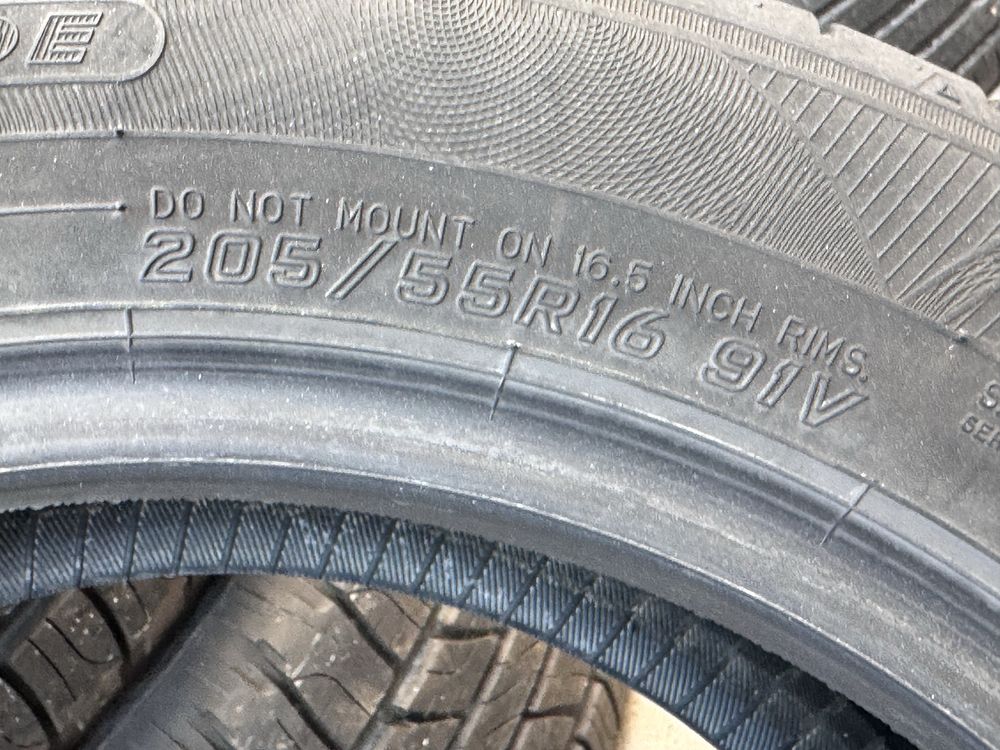 DO NOT MOUNT ON 16.5 INCH RIMS.
205/55R16 91V